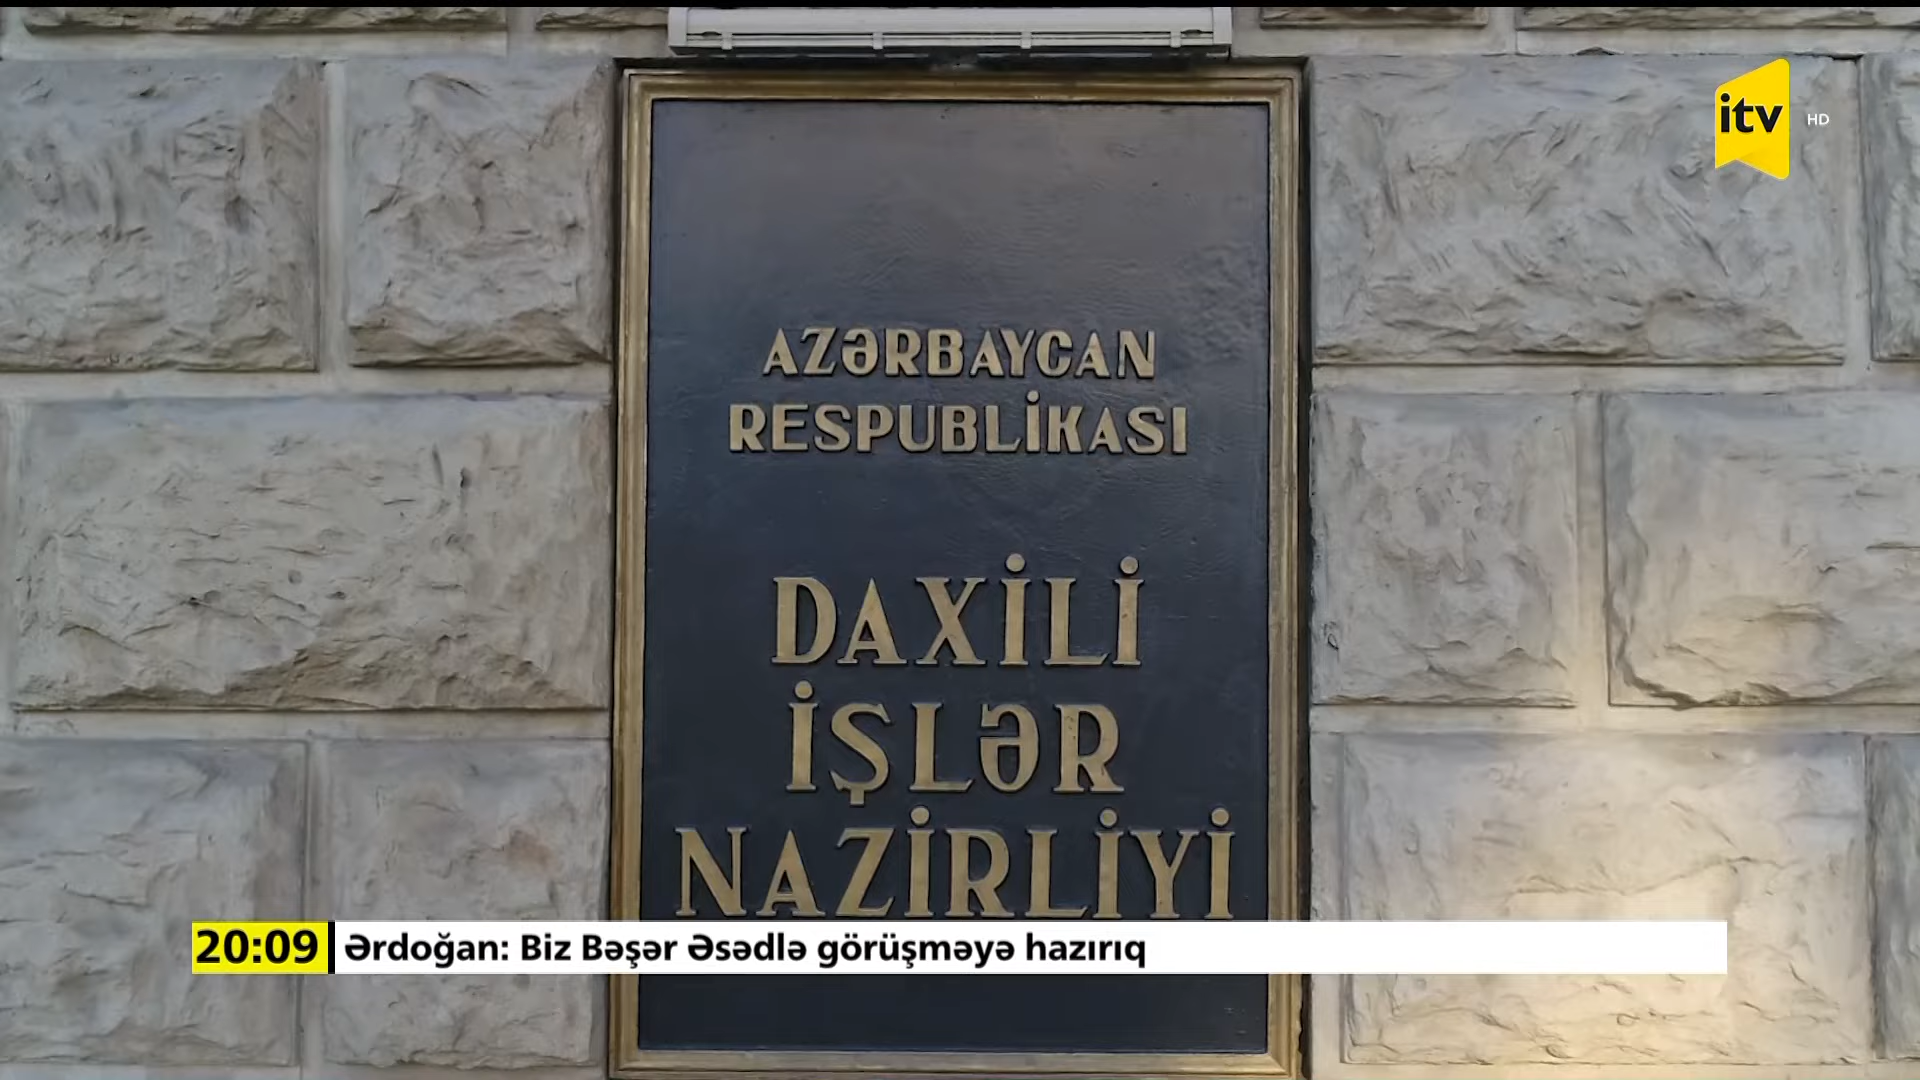 itv HD
AZƏRBAYCAN
RESPUBLİKASI
DAXİLİ
İŞLƏR
NAZİRLİYİ
20:09 Ərdoğan: Biz Bəşər Əsədlə görüşməyə hazırıq